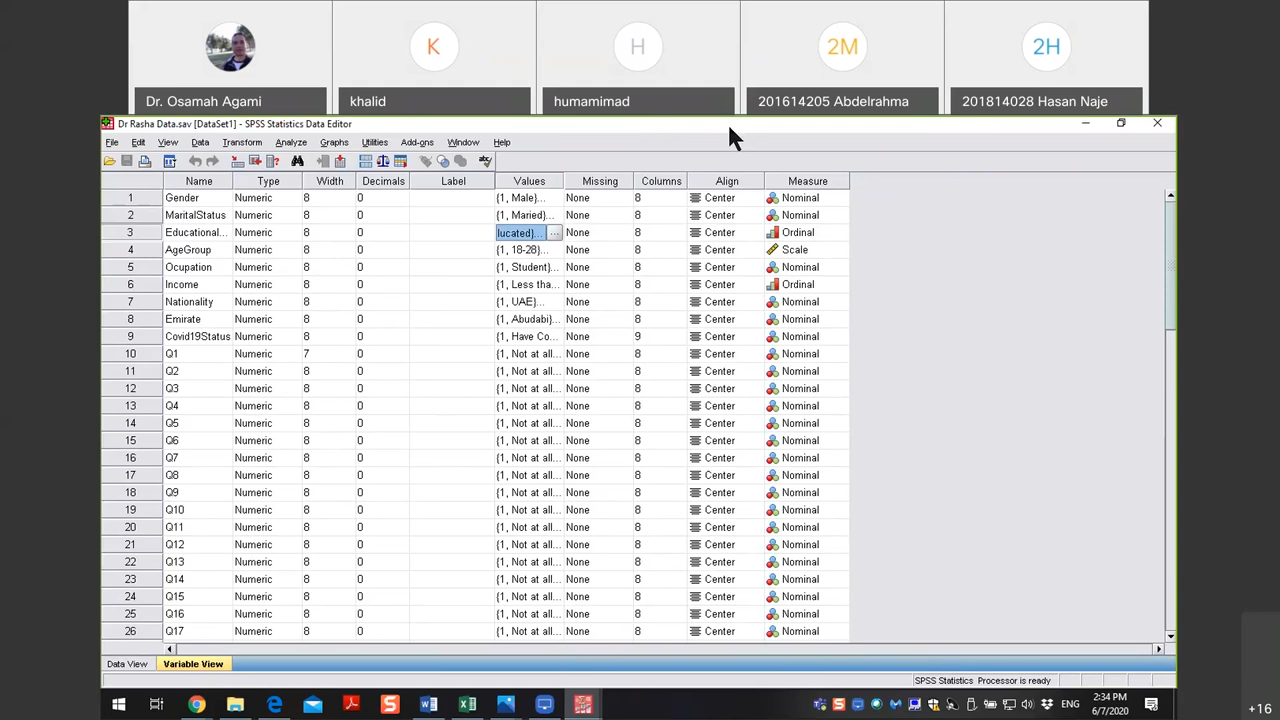 K
H
2M
2H
Dr. Osamah Agami
khalid
humamimad
201614205 Abdelrahma
201814028 Hasan Naje
Dr Rasha Data.sav [DataSet1] - SPSS Statistics Data Editor
File Edit View Data Transform Analyze Graphs Utilities Add-ons Window Help
Name Type Width Decimals Label Values Missing Columns Align Measure
1 Gender Numeric 8 0 {1, Male}... None 8 Center Nominal
2 MaritalStatus Numeric 8 0 {1, Maried}... None 8 Center Nominal
3 Educational... Numeric 8 0 lucated}... ... None 8 Center Ordinal
4 AgeGroup Numeric 8 0 {1, 18-28}... None 8 Center Scale
5 Ocupation Numeric 8 0 {1, Student}... None 8 Center Nominal
6 Income Numeric 8 0 {1, Less tha... None 8 Center Ordinal
7 Nationality Numeric 8 0 {1, UAE}... None 8 Center Nominal
8 Emirate Numeric 8 0 {1, Abudabi}... None 8 Center Nominal
9 Covid19Status Numeric 8 0 {1, Have Co... None 9 Center Nominal
10 Q1 Numeric 7 0 {1, Not at all... None 8 Center Nominal
11 Q2 Numeric 8 0 {1, Not at all... None 8 Center Nominal
12 Q3 Numeric 8 0 {1, Not at all... None 8 Center Nominal
13 Q4 Numeric 8 0 {1, Not at all... None 8 Center Nominal
14 Q5 Numeric 8 0 {1, Not at all... None 8 Center Nominal
15 Q6 Numeric 8 0 {1, Not at all... None 8 Center Nominal
16 Q7 Numeric 8 0 {1, Not at all... None 8 Center Nominal
17 Q8 Numeric 8 0 {1, Not at all... None 8 Center Nominal
18 Q9 Numeric 8 0 {1, Not at all... None 8 Center Nominal
19 Q10 Numeric 8 0 {1, Not at all... None 8 Center Nominal
20 Q11 Numeric 8 0 {1, Not at all... None 8 Center Nominal
21 Q12 Numeric 8 0 {1, Not at all... None 8 Center Nominal
22 Q13 Numeric 8 0 {1, Not at all... None 8 Center Nominal
23 Q14 Numeric 8 0 {1, Not at all... None 8 Center Nominal
24 Q15 Numeric 8 0 {1, Not at all... None 8 Center Nominal
25 Q16 Numeric 8 0 {1, Not at all... None 8 Center Nominal
26 Q17 Numeric 8 0 {1, Not at all... None 8 Center Nominal
Data View Variable View
SPSS Statistics Processor is ready
ENG
2:34 PM
6/7/2020
+16